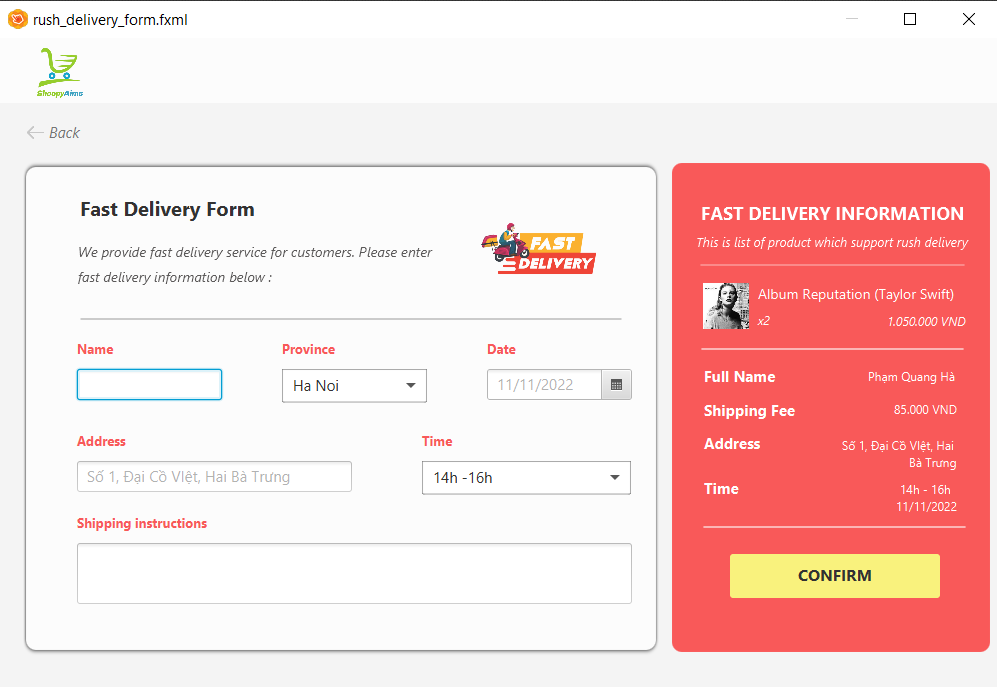 rush_delivery_form.fxml
ShoopyAims
Back
Fast Delivery Form
We provide fast delivery service for customers. Please enter
fast delivery information below :
FAST
DELIVERY
Name
Province
Date
Ha Noi
11/11/2022
Address
Time
Số 1, Đại Cồ VIệt, Hai Bà Trưng
14h -16h
Shipping instructions
FAST DELIVERY INFORMATION
This is list of product which support rush delivery
Album Reputation (Taylor Swift)
x2
1.050.000 VND
Full Name
Phạm Quang Hà
Shipping Fee
85.000 VND
Address
Số 1, Đại Cồ VIệt, Hai
Bà Trưng
Time
14h - 16h
11/11/2022
CONFIRM